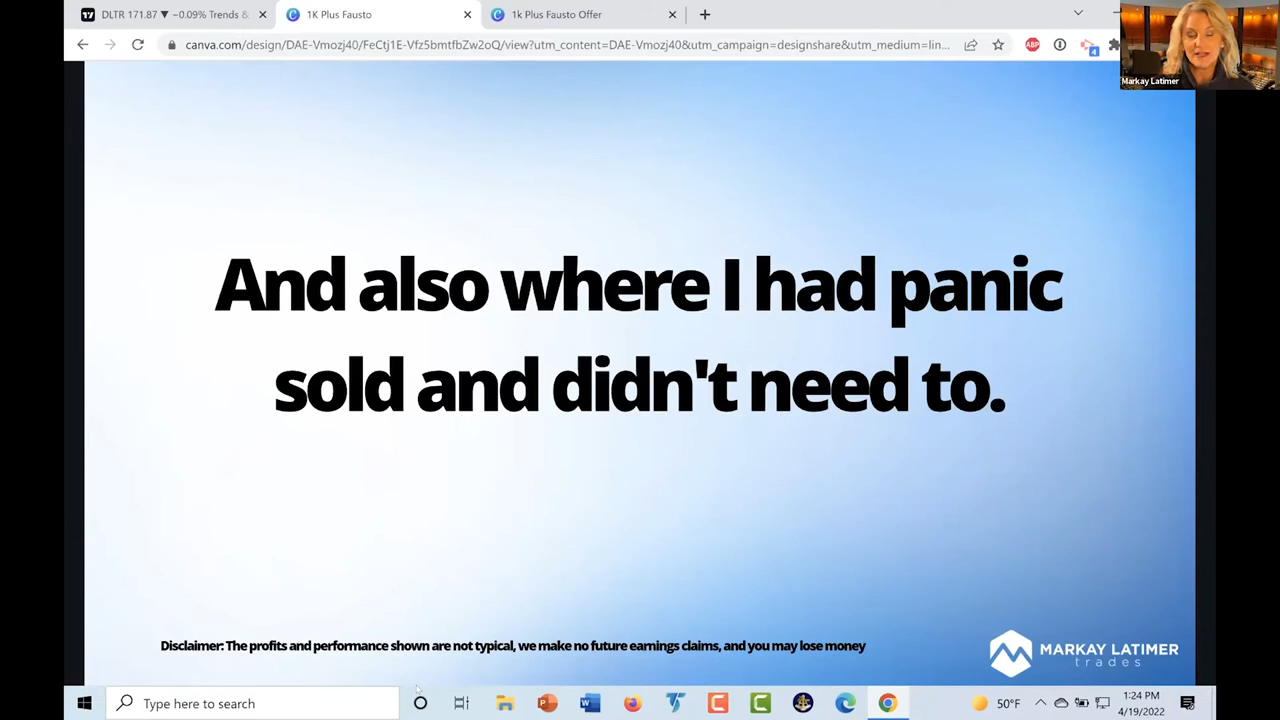 DLTR 171.87 ▼ −0.09% Trends &
1K Plus Fausto
1k Plus Fausto Offer
canva.com/design/DAE-Vmozj40/FeCtj1E-Vfz5bmtfbZw2oQ/view?utm_content=DAE-Vmozj40&utm_campaign=designshare&utm_medium=lin...
ABP
4
Markay Latimer
And also where I had panic
sold and didn't need to.
Disclaimer: The profits and performance shown are not typical, we make no future earnings claims, and you may lose money
MARKAY LATIMER
trades
Type here to search
50°F
1:24 PM
4/19/2022